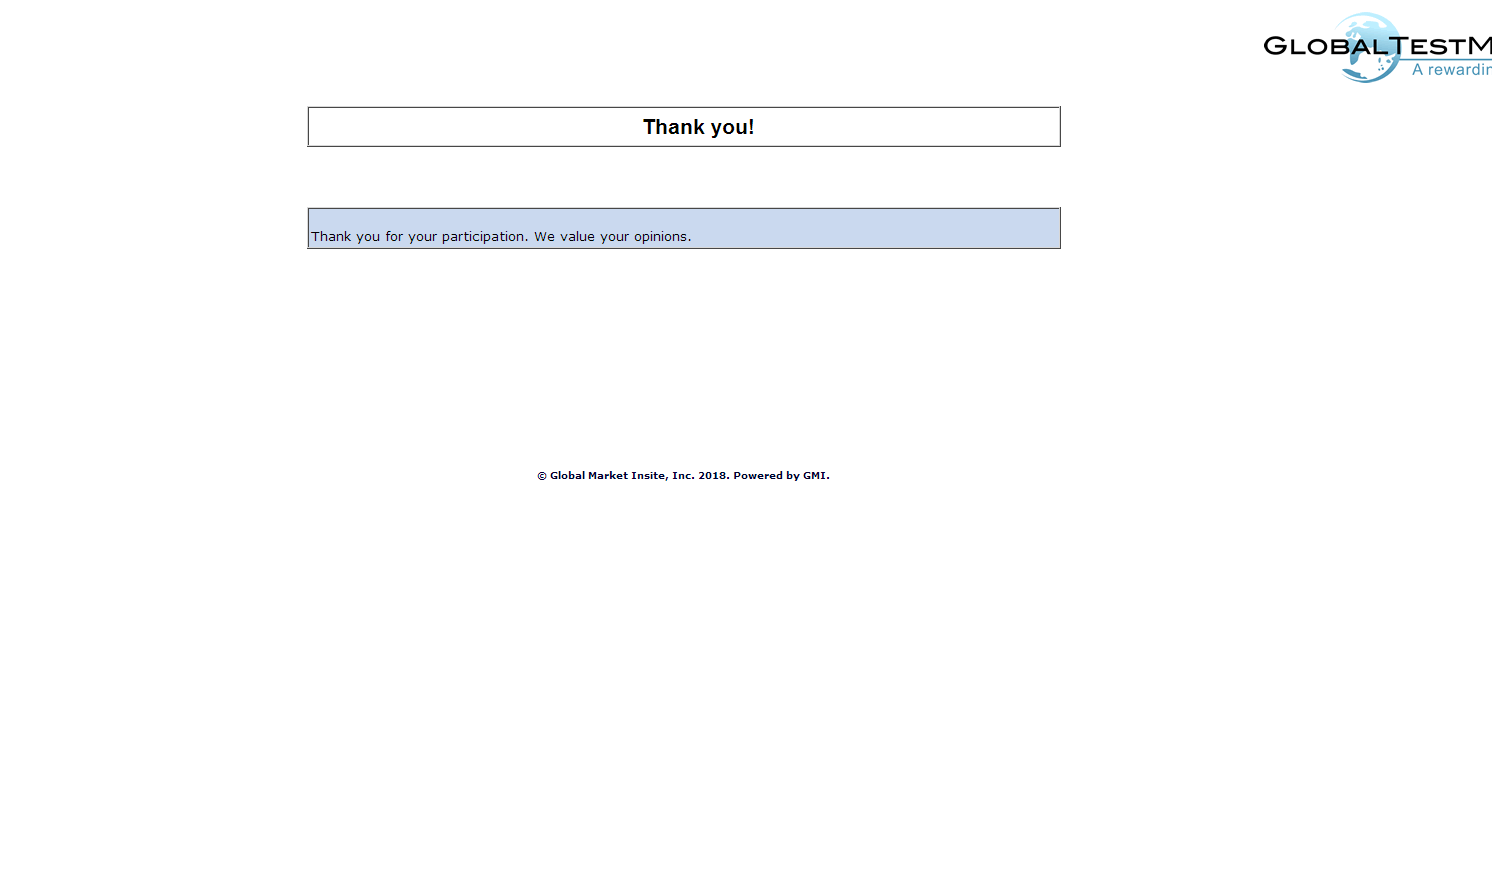 GLOBALTESTM
A rewardin
Thank you!
Thank you for your participation. We value your opinions.
© Global Market Insite, Inc. 2018. Powered by GMI.